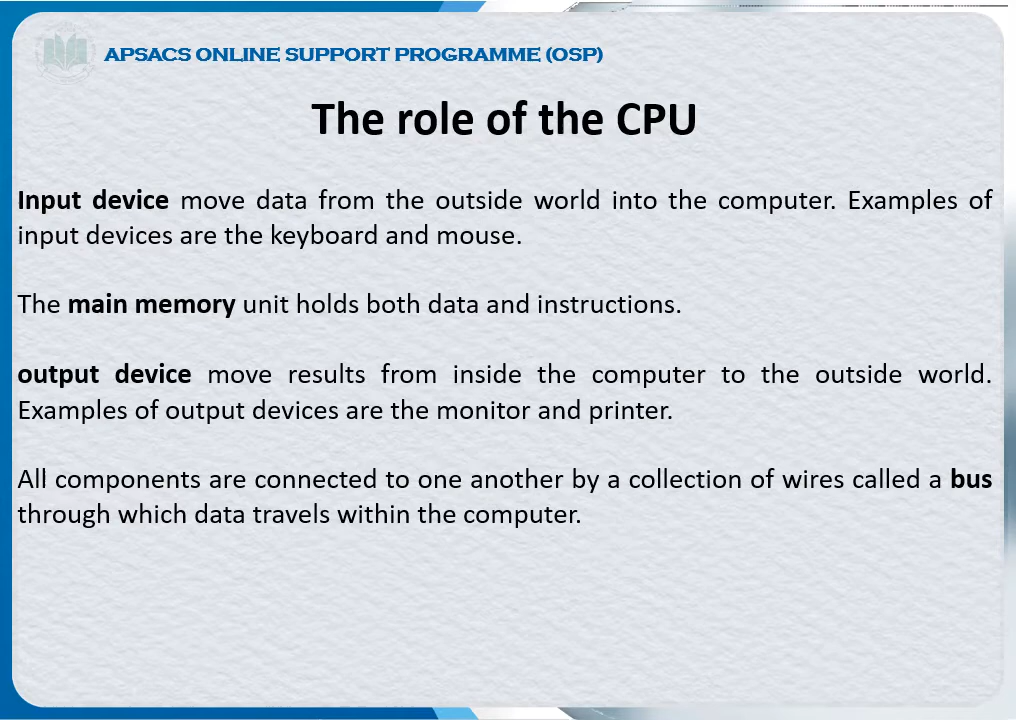 APSACS ONLINE SUPPORT PROGRAMME (OSP)
The role of the CPU
Input device move data from the outside world into the computer. Examples of
input devices are the keyboard and mouse.
The main memory unit holds both data and instructions.
output device move results from inside the computer to the outside world.
Examples of output devices are the monitor and printer.
All components are connected to one another by a collection of wires called a bus
through which data travels within the computer.